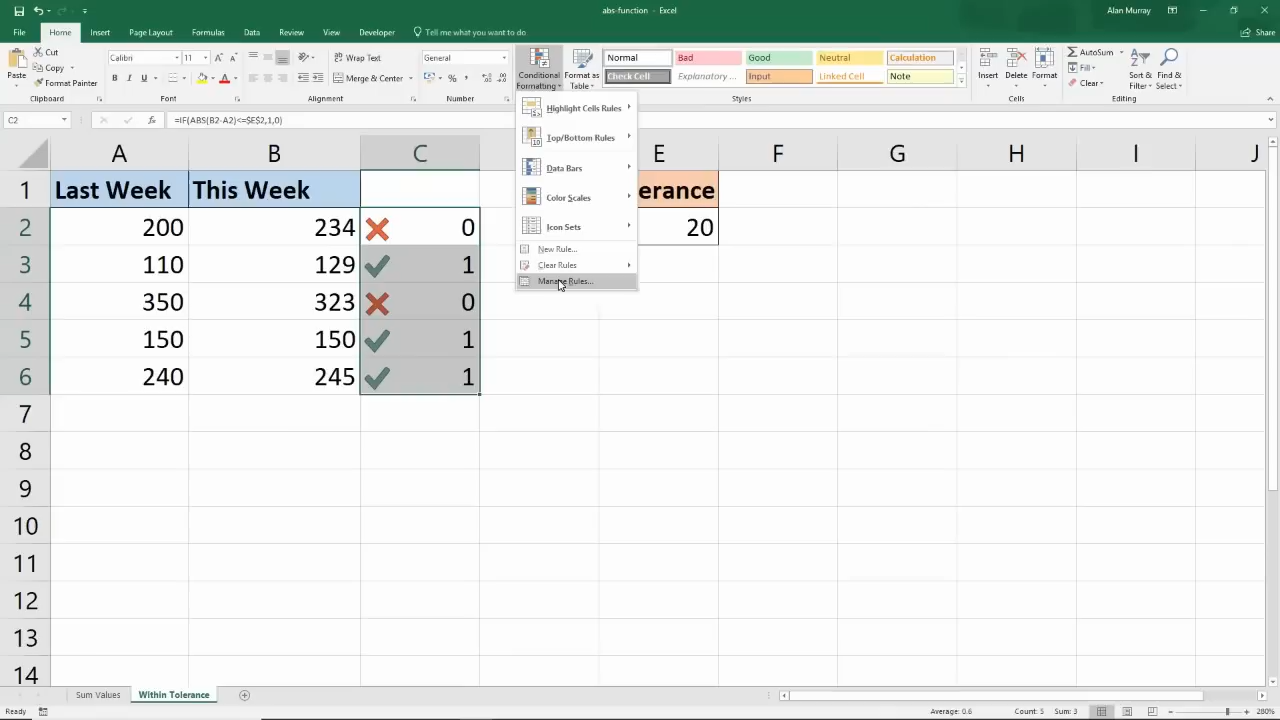 abs-function - Excel
Alan Murray
File Home Insert Page Layout Formulas Data Review View Developer Tell me what you want to do
Share
Paste
Cut
Copy
Format Painter
Clipboard
Calibri 11
B I U
Font
Wrap Text
Merge & Center
Alignment
General
%
Number
Conditional Formatting
Format as Table
Normal Bad Good Neutral Calculation
Check Cell Explanatory ... Input Linked Cell Note
Styles
Insert Delete Format
Cells
AutoSum
Fill
Clear
Sort & Filter
Find & Select
Editing
Highlight Cells Rules
Top/Bottom Rules
Data Bars
Color Scales
Icon Sets
New Rule...
Clear Rules
Manage Rules...
C2 fx =IF(ABS(B2-A2)<=$E$2,1,0)
A B C E F G H I J
1 Last Week This Week erance
2 200 234 0 20
3 110 129 1
4 350 323 0
5 150 150 1
6 240 245 1
7
8
9
10
11
12
13
14
Sum Values Within Tolerance
Ready Average: 0.6 Count: 5 Sum: 3 280%